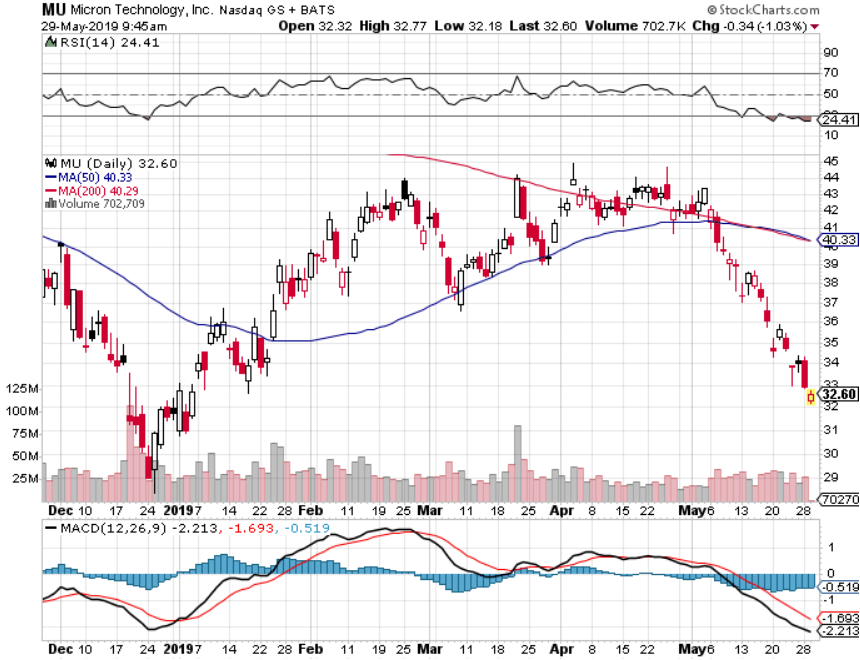 MU Micron Technology, Inc. Nasdaq GS + BATS © StockCharts.com
29-May-2019 9:45am Open 32.32 High 32.77 Low 32.18 Last 32.60 Volume 702.7K Chg -0.34 (-1.03%)
RSI(14) 24.41
90
70
50
30
24.41
10
MU (Daily) 32.60
MA(50) 40.33
MA(200) 40.29
Volume 702,709
45
44
43
42
41
40.33
39
38
37
36
35
34
33
32.60
32
31
30
29
125M
100M
75M
50M
25M
70270
Dec 10 17 24 2019 7 14 22 28 Feb 11 19 25 Mar 11 18 25 Apr 8 15 22 May 6 13 20 28
MACD(12,26,9) -2.213, -1.693, -0.519
1
0
-0.519
-1
-1.693
-2.213
Dec 10 17 24 2019 7 14 22 28 Feb 11 19 25 Mar 11 18 25 Apr 8 15 22 May 6 13 20 28